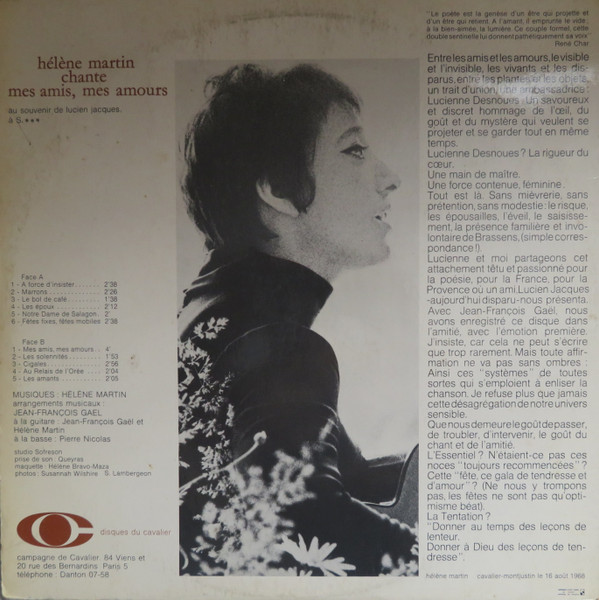 "Le poète est la genèse d'un être qui projette et
d'un être qui retient. A l'amant, il emprunte le vide,
à la bien-aimée, la lumière. Ce couple formel, cette
double sentinelle lui donnent pathétiquement sa voix"
René Char
hélène martin
chante
mes amis, mes amours
au souvenir de lucien jacques.
à S.***
Face A
1 - A force d'insister....... 2'38
2 - Marrons............ 2'26
3 - Le bol de café....... 1'38
4 - Les époux.......... 2'12
5 - Notre Dame de Salagon. 2'
6 - Fêtes fixes, fêtes mobiles 2'38
Face B
1 - Mes amis, mes amours . 4'
2 - Les solennités........ 1'53
3 - Cigales............ 2'56
4 - Au Relais de l'Orée... 2'04
5 - Les amants.......... 2'05
MUSIQUES : HÉLÈNE MARTIN
arrangements musicaux :
JEAN-FRANÇOIS GAEL
à la guitare : Jean-François Gaël et
Hélène Martin
à la basse : Pierre Nicolas
studio Sofreson
prise de son : Queyras
maquette : Hélène Bravo-Maza
photos : Susannah Wilshire S. Lambergeon
disques du cavalier
campagne de Cavalier. 84 Viens et
20 rue des Bernardins. Paris 5
téléphone : Danton 07-58
Entre les amis et les amours, le visible
et l'invisible, les vivants et les dis-
parus, entre les plantes et les objets,
un trait d'union, une ambassadrice :
Lucienne Desnoues. Un savoureux
et discret hommage de l'œil, du
goût et du mystère qui veulent se
projeter et se garder tout en même
temps.
Lucienne Desnoues ? La rigueur du
cœur.
Une main de maître.
Une force contenue, féminine.
Tout est là. Sans mièvrerie, sans
prétention, sans modestie : le risque,
les épousailles, l'éveil, le saisisse-
ment, la présence familière et invo-
lontaire de Brassens, (simple corres-
pondance !).
Lucienne et moi partageons cet
attachement têtu et passionné pour
la poésie, pour la France, pour la
Provence où un ami Lucien Jacques
-aujourd'hui disparu- nous présenta.
Avec Jean-François Gaël, nous
avons enregistré ce disque dans
l'amitié, avec l'émotion première.
J'insiste, car cela ne peut s'écrire
que trop rarement. Mais toute affir-
mation ne va pas sans ombres :
Ainsi ces "systèmes" de toutes
sortes qui s'emploient à enliser la
chanson. Je refuse plus que jamais
cette désagrégation de notre univers
sensible.
Que nous demeure le goût de passer,
de troubler, d'intervenir, le goût du
chant et de l'amitié.
L'Essentiel ? N'étaient-ce pas ces
noces "toujours recommencées" ?
Cette "fête, ce gala de tendresse et
d'amour" ? (Ne nous y trompons
pas, les fêtes ne sont pas qu'opti-
misme béat).
La Tentation ?
"Donner au temps des leçons de
lenteur.
Donner à Dieu des leçons de ten-
dresse".
hélène martin cavalier-montjustin le 16 août 1968